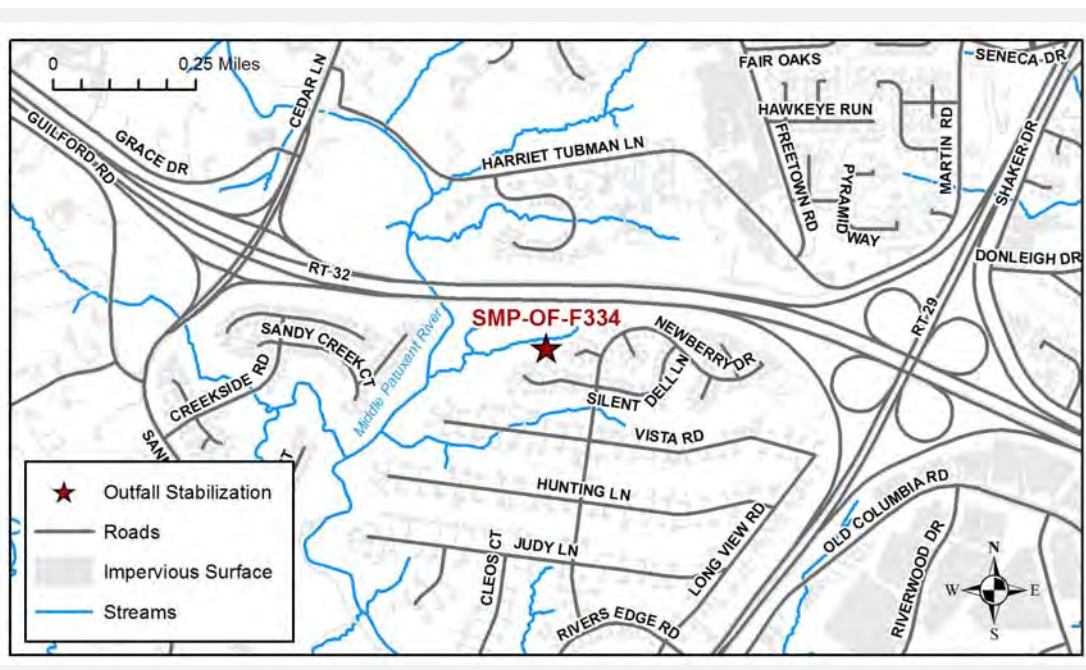 0 0.25 Miles
CEDAR LN
GUILFORD RD
GRACE DR
HARRIET TUBMAN LN
FAIR OAKS
HAWKEYE RUN
FREETOWN RD
PYRAMID
WAY
MARTIN RD
SENECA DR
SHAKER DR
DONLEIGH DR
RT-32
RT-29
SMP-OF-F334
Middle Patuxent River
SANDY CREEK CT
CREEKSIDE RD
NEWBERRY DR
SILENT DELL LN
VISTA RD
HUNTING LN
JUDY LN
CLEOS CT
LONG VIEW RD
RIVERS EDGE RD
OLD COLUMBIA RD
RIVERWOOD DR
Outfall Stabilization
Roads
Impervious Surface
Streams
N
W E
S